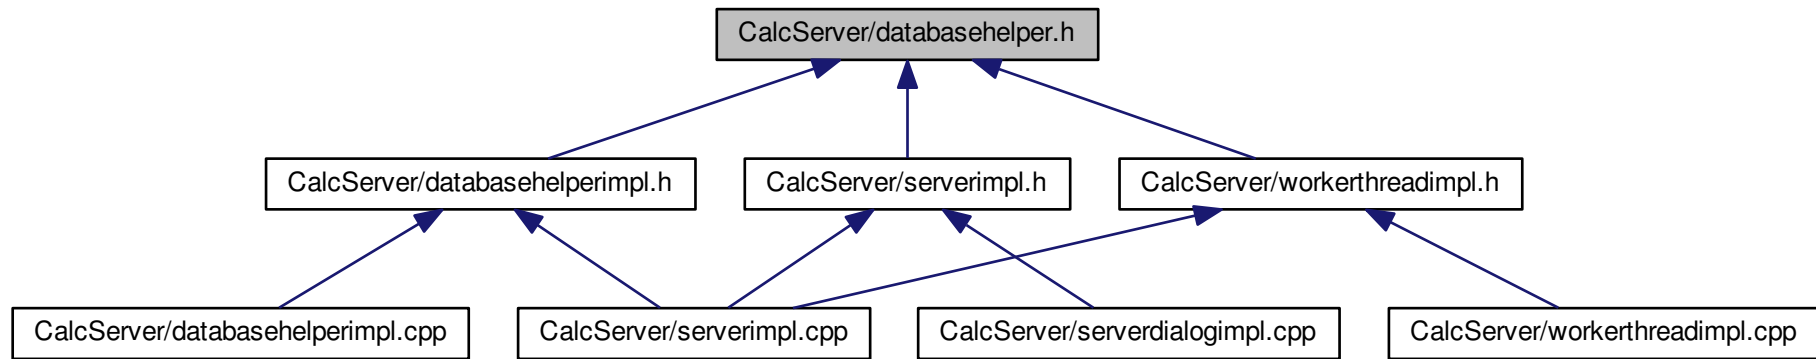 CalcServer/databasehelper.h
CalcServer/databasehelperimpl.h
CalcServer/serverimpl.h
CalcServer/workerthreadimpl.h
CalcServer/databasehelperimpl.cpp
CalcServer/serverimpl.cpp
CalcServer/serverdialogimpl.cpp
CalcServer/workerthreadimpl.cpp